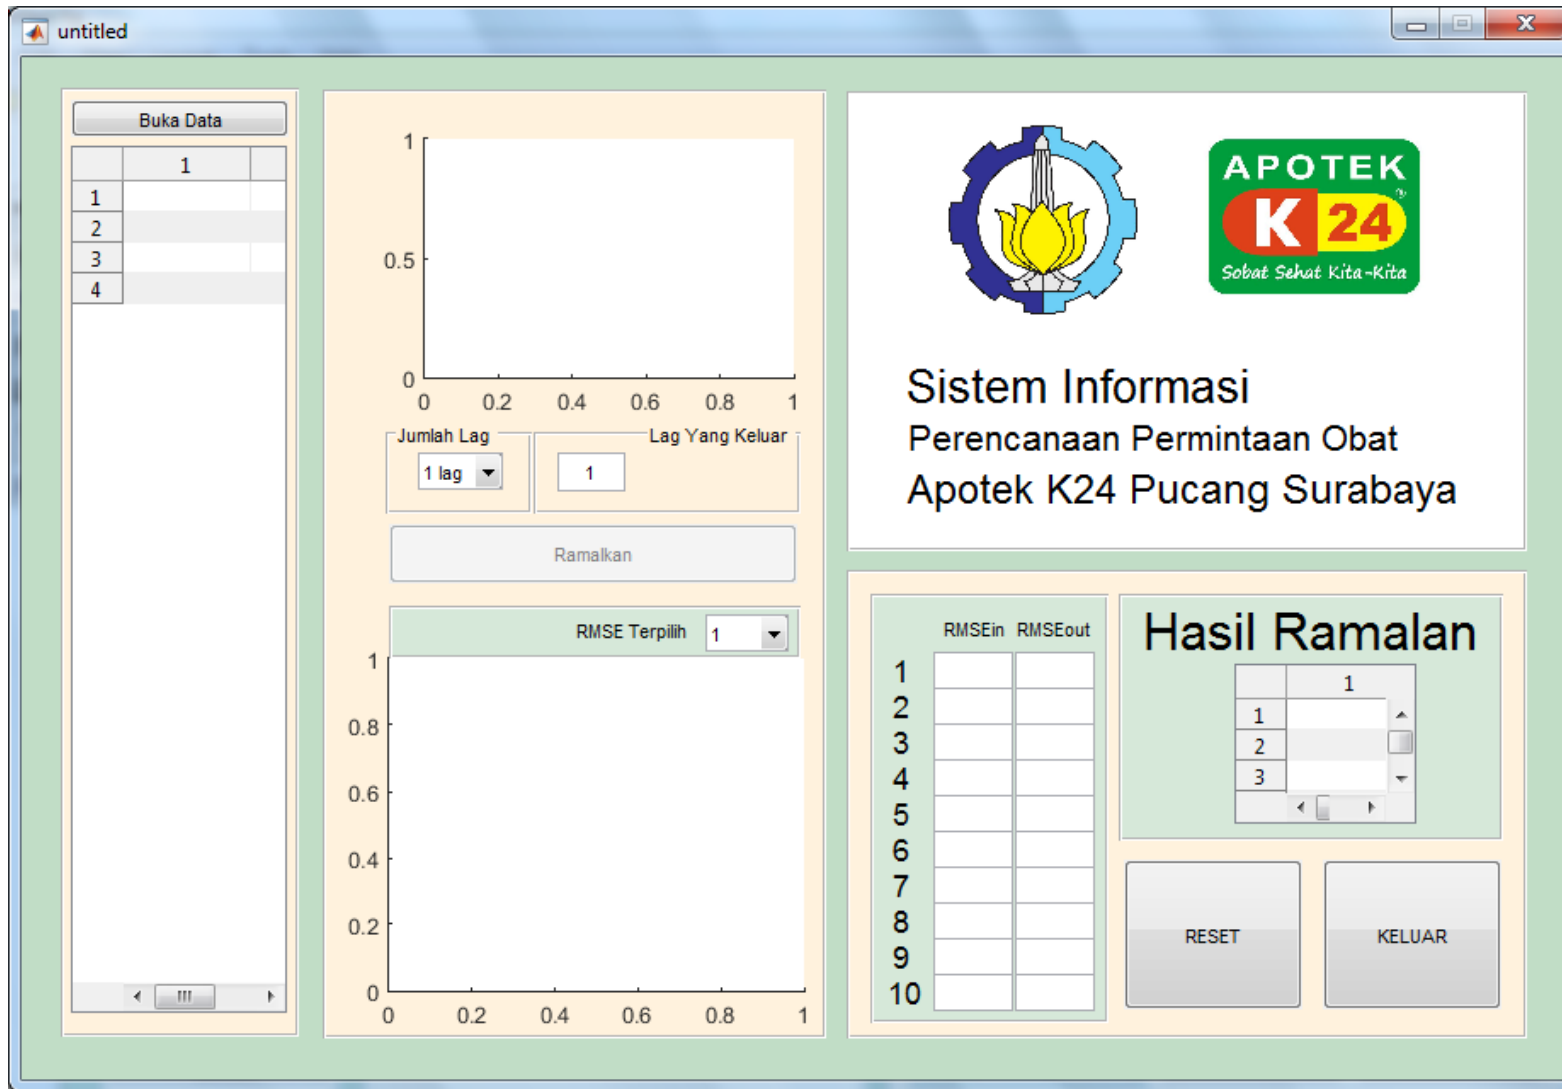 untitled
Buka Data
1
1
2
3
4
1
0.5
0
0 0.2 0.4 0.6 0.8 1
Jumlah Lag
1 lag
Lag Yang Keluar
1
Ramalkan
RMSE Terpilih 1
1
0.8
0.6
0.4
0.2
0
0 0.2 0.4 0.6 0.8 1
APOTEK
K 24
Sobat Sehat Kita-Kita
Sistem Informasi
Perencanaan Permintaan Obat
Apotek K24 Pucang Surabaya
RMSEin RMSEout
1
2
3
4
5
6
7
8
9
10
Hasil Ramalan
1
1
2
3
RESET
KELUAR